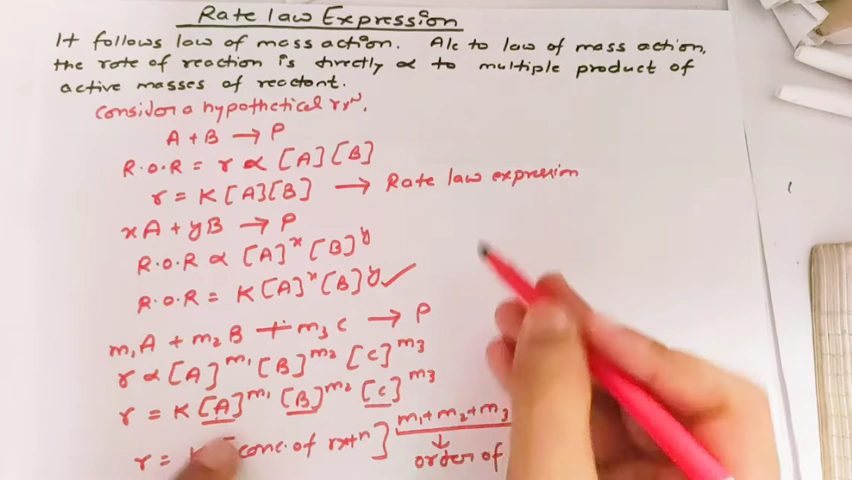 Rate law Expression
It follows law of mass action. Alc to law of mass action,
the rate of reaction is directly ∝ to multiple product of
active masses of reactant.
Consider a hypothetical rxⁿ.
A + B → P
R.O.R = r ∝ [A][B]
r = K[A][B] → Rate law expression
xA + yB → P
R.O.R ∝ [A]ˣ [B]ʸ
R.O.R = K[A]ˣ[B]ʸ ✓
m₁A + m₂B + m₃C → P
r ∝ [A]^m₁ [B]^m₂ [C]^m₃
r = K[A]^m₁ [B]^m₂ [C]^m₃
r = conc. of rxtⁿ]^m₁+m₂+m₃
↓
order of